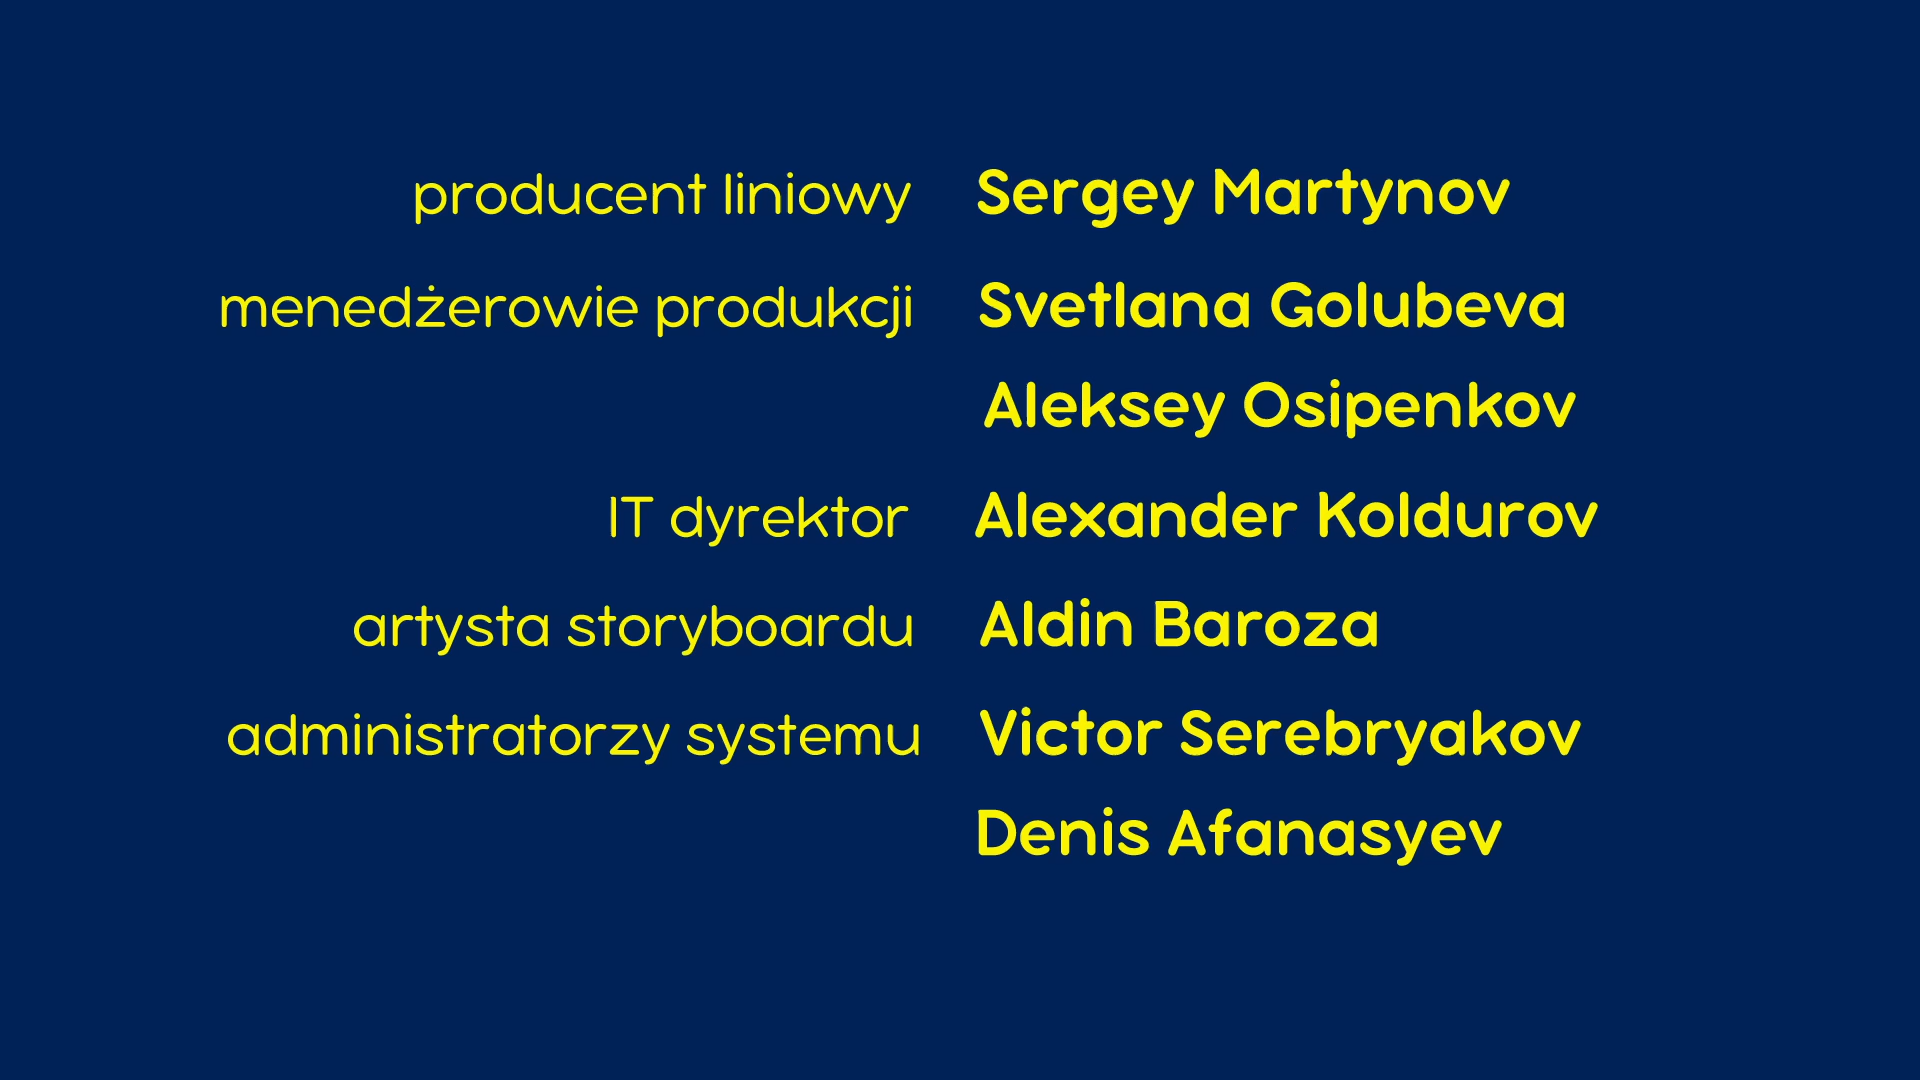 producent liniowy Sergey Martynov
menedżerowie produkcji Svetlana Golubeva
Aleksey Osipenkov
IT dyrektor Alexander Koldurov
artysta storyboardu Aldin Baroza
administratorzy systemu Victor Serebryakov
Denis Afanasyev